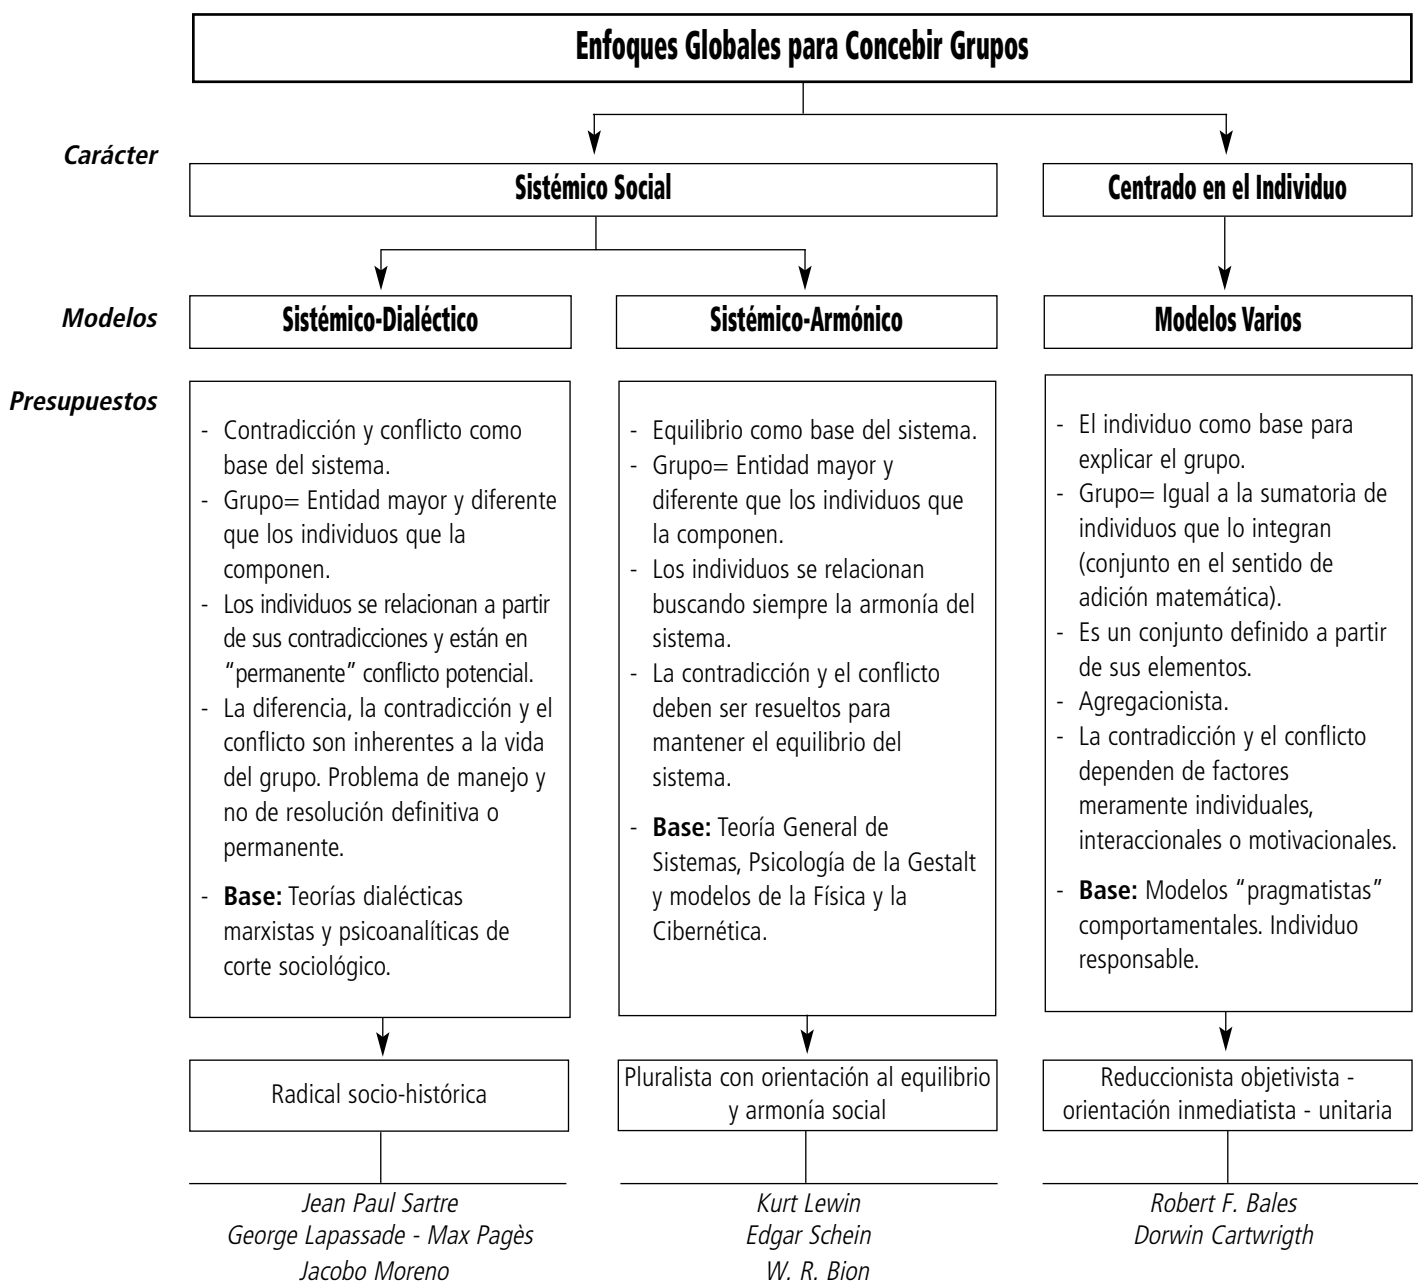 Enfoques Globales para Concebir Grupos
Carácter
Sistémico Social
Centrado en el Individuo
Modelos
Sistémico-Dialéctico
Sistémico-Armónico
Modelos Varios
Presupuestos
- Contradicción y conflicto como
base del sistema.
- Grupo= Entidad mayor y diferente
que los individuos que la
componen.
- Los individuos se relacionan a partir
de sus contradicciones y están en
“permanente” conflicto potencial.
- La diferencia, la contradicción y el
conflicto son inherentes a la vida
del grupo. Problema de manejo y
no de resolución definitiva o
permanente.
- Base: Teorías dialécticas
marxistas y psicoanalíticas de
corte sociológico.
- Equilibrio como base del sistema.
- Grupo= Entidad mayor y
diferente que los individuos que
la componen.
- Los individuos se relacionan
buscando siempre la armonía del
sistema.
- La contradicción y el conflicto
deben ser resueltos para
mantener el equilibrio del
sistema.
- Base: Teoría General de
Sistemas, Psicología de la Gestalt
y modelos de la Física y la
Cibernética.
- El individuo como base para
explicar el grupo.
- Grupo= Igual a la sumatoria de
individuos que lo integran
(conjunto en el sentido de
adición matemática).
- Es un conjunto definido a partir
de sus elementos.
- Agregacionista.
- La contradicción y el conflicto
dependen de factores
meramente individuales,
interaccionales o motivacionales.
- Base: Modelos “pragmatistas”
comportamentales. Individuo
responsable.
Radical socio-histórica
Pluralista con orientación al equilibrio
y armonía social
Reduccionista objetivista -
orientación inmediatista - unitaria
Jean Paul Sartre
George Lapassade - Max Pagès
Jacobo Moreno
Kurt Lewin
Edgar Schein
W. R. Bion
Robert F. Bales
Dorwin Cartwrigth